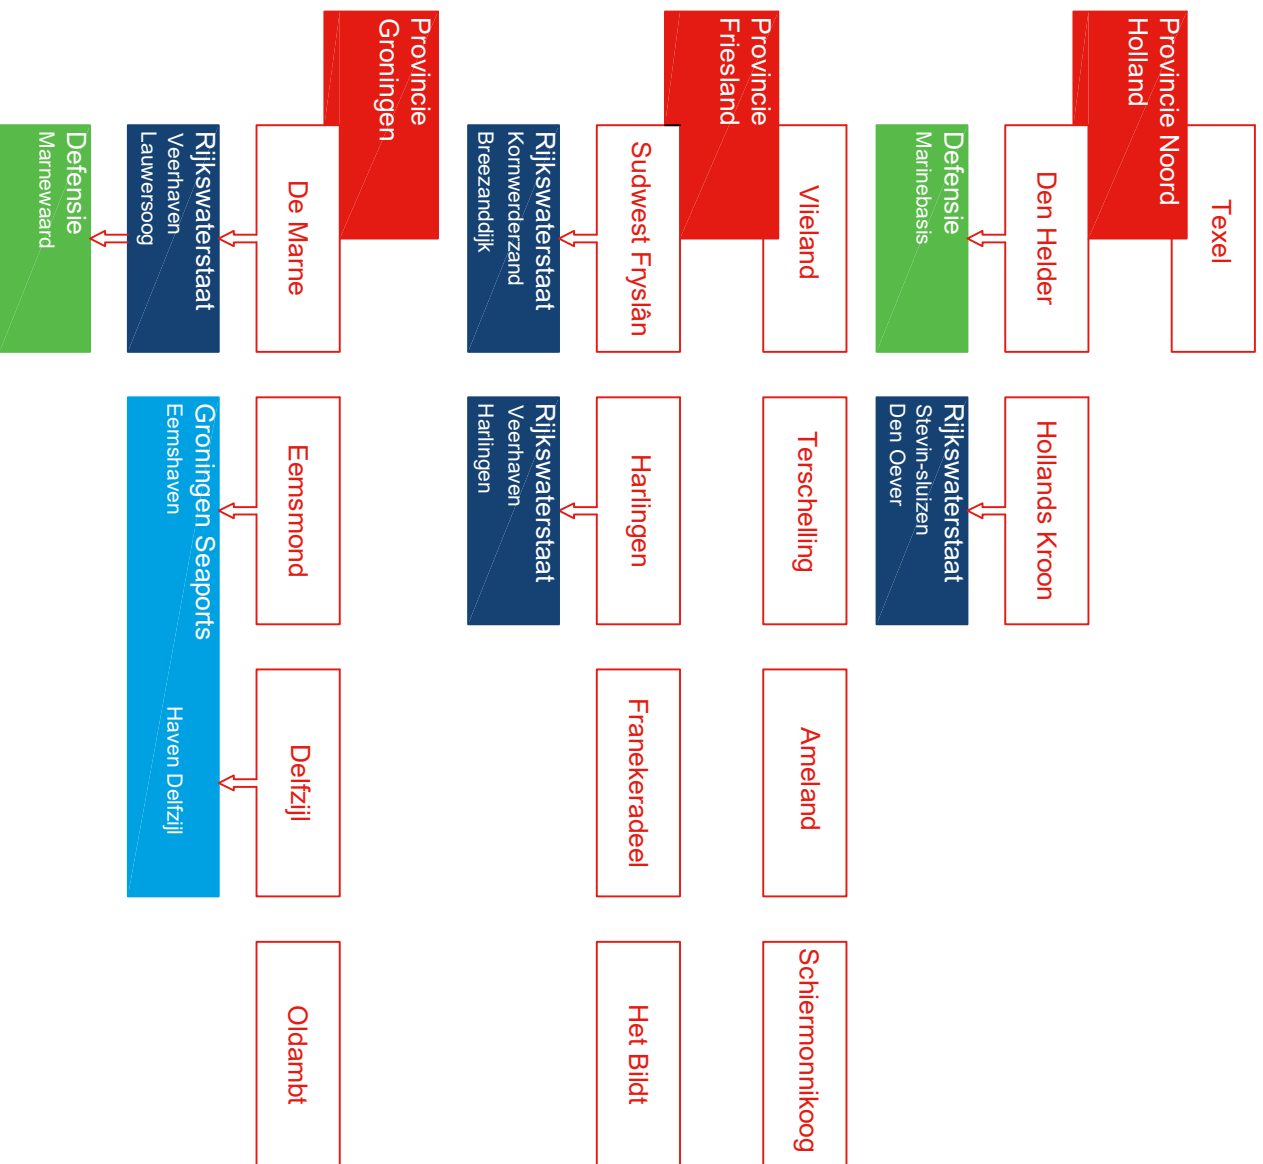 Texel
Provincie Noord
Holland
Den Helder
Hollands Kroon
Defensie
Marinebasis
Rijkswaterstaat
Stevin-sluizen
Den Oever
Vlieland
Terschelling
Ameland
Schiermonnikoog
Provincie
Friesland
Sudwest Fryslân
Harlingen
Franekeradeel
Het Bildt
Rijkswaterstaat
Kornwerderzand
Breezanddijk
Rijkswaterstaat
Veerhaven
Harlingen
Provincie
Groningen
De Marne
Eemsmond
Delfzijl
Oldambt
Rijkswaterstaat
Veerhaven
Lauwersoog
Groningen Seaports
Eemshaven
Haven Delfzijl
Defensie
Marnewaard